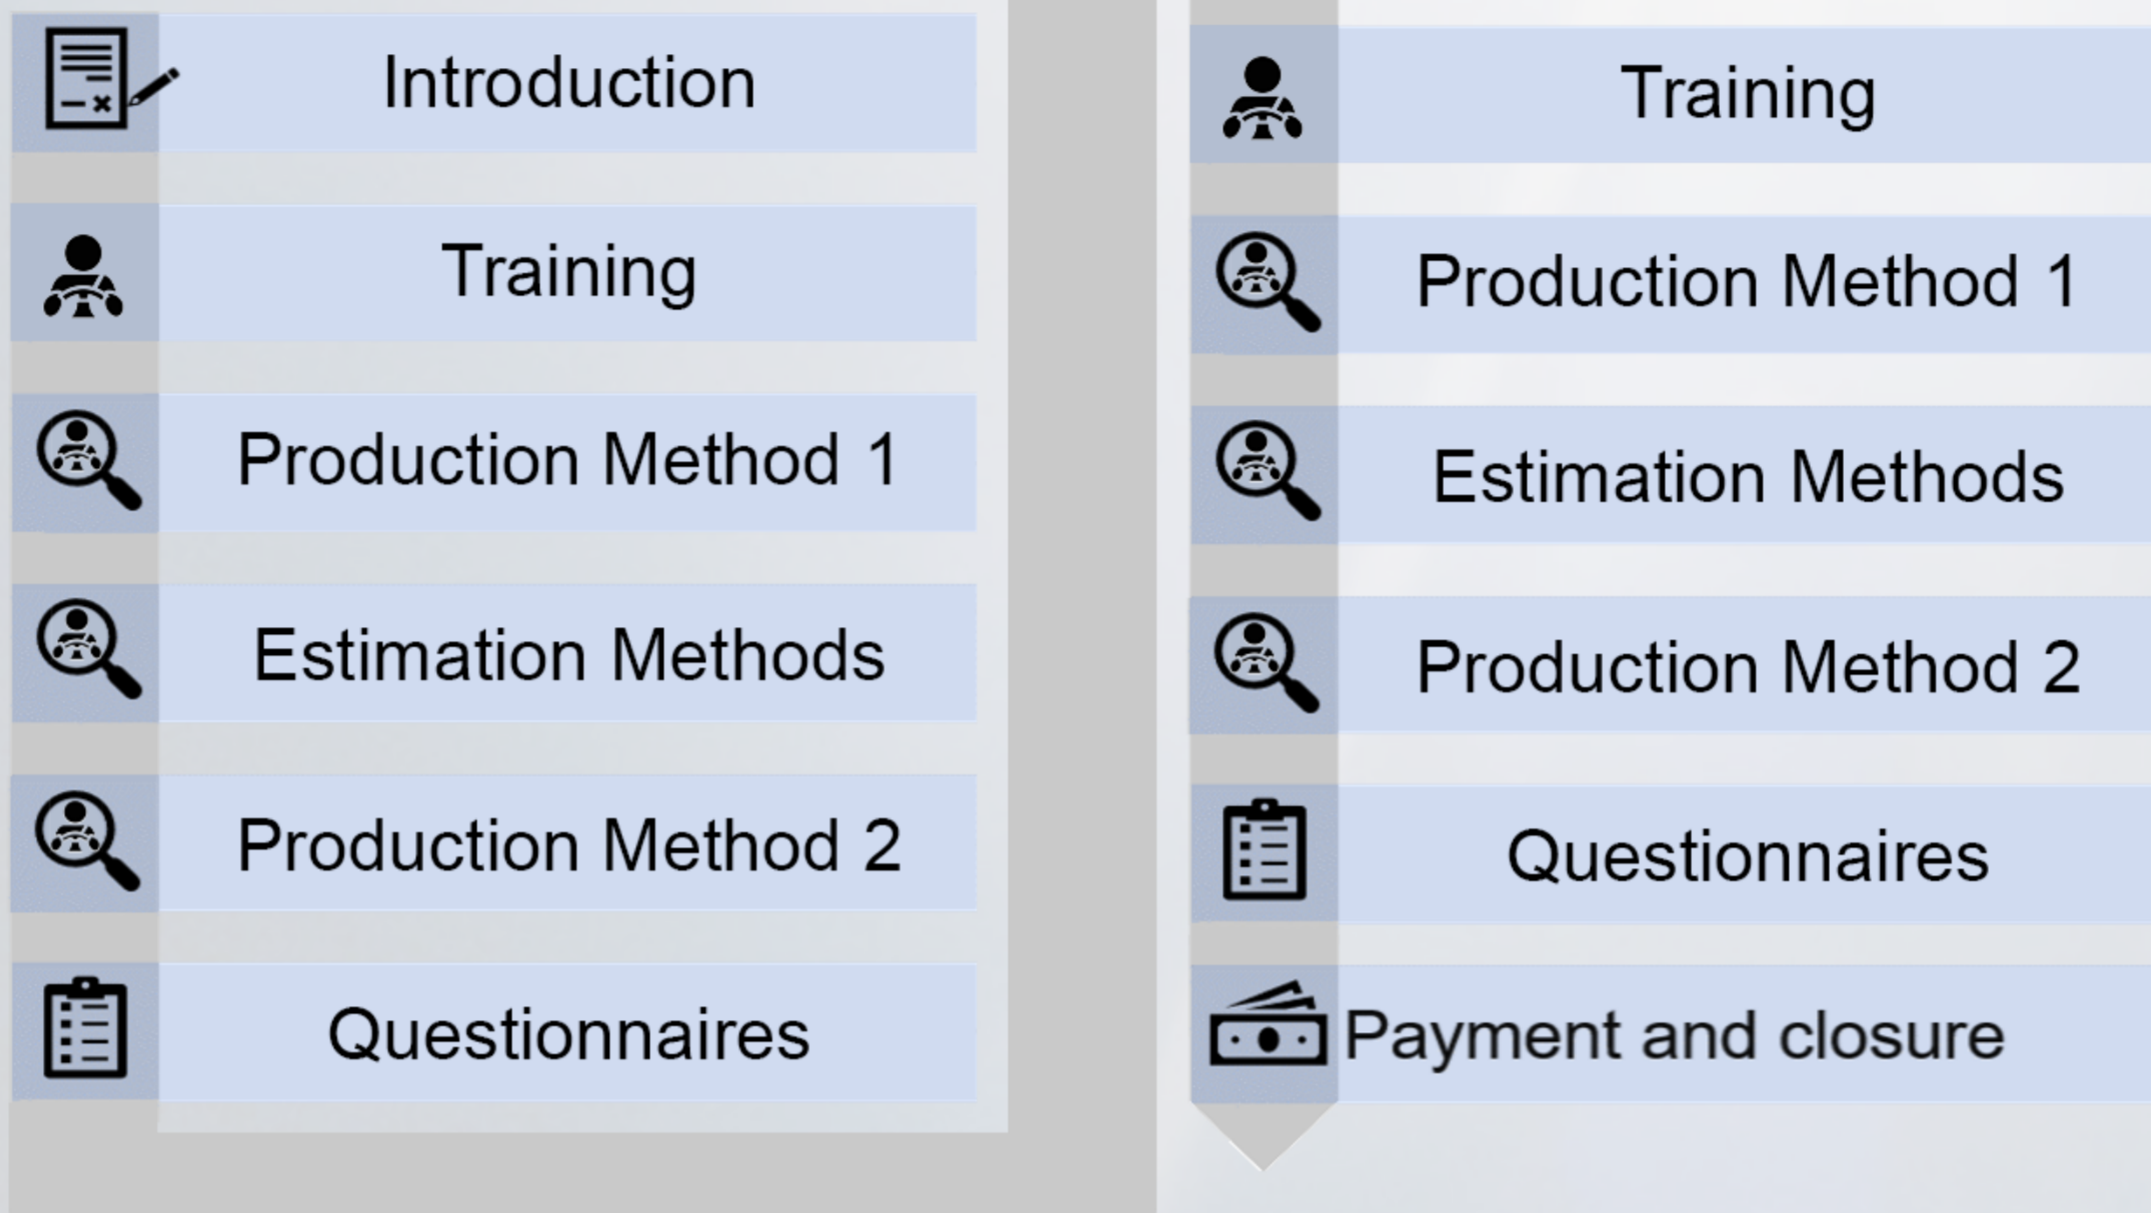 Introduction
Training
Production Method 1
Estimation Methods
Production Method 2
Questionnaires
Training
Production Method 1
Estimation Methods
Production Method 2
Questionnaires
Payment and closure